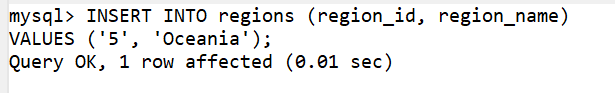 mysql> INSERT INTO regions (region_id, region_name)
VALUES ('5', 'Oceania');
Query OK, 1 row affected (0.01 sec)